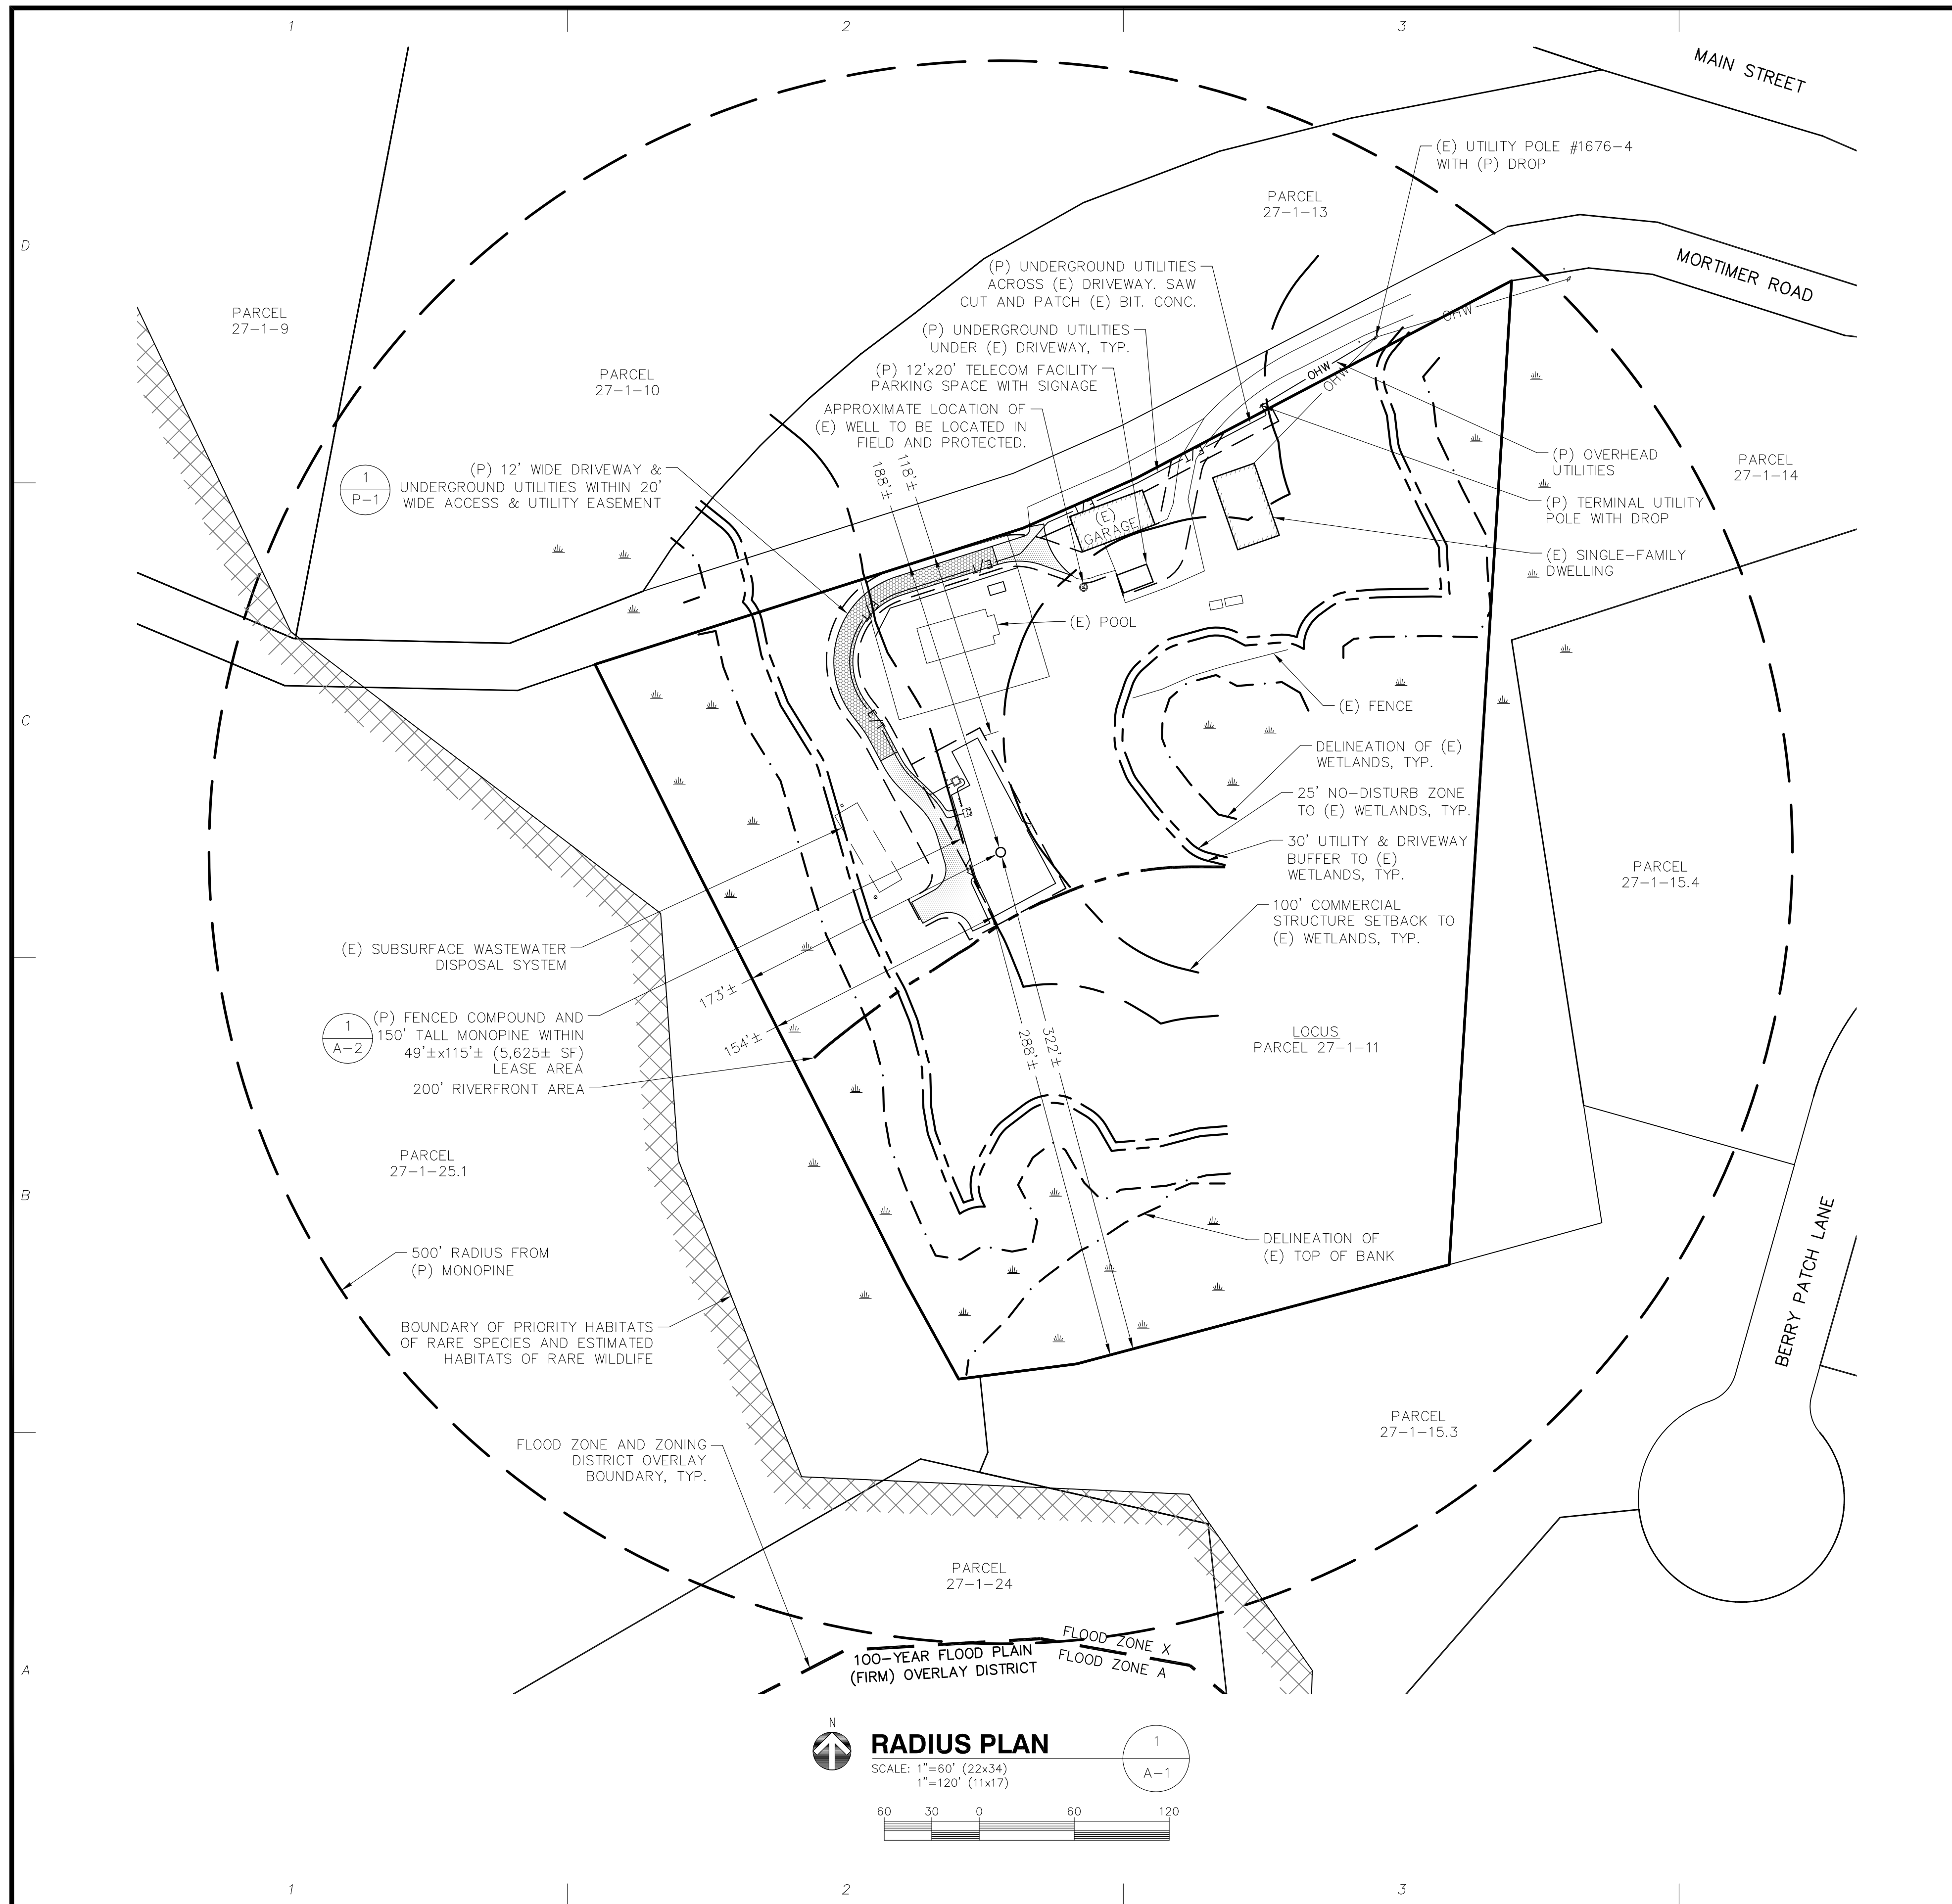 1
2
3
MAIN STREET
(E) UTILITY POLE #1676-4
WITH (P) DROP
PARCEL
27-1-13
D
MORTIMER ROAD
(P) UNDERGROUND UTILITIES
ACROSS (E) DRIVEWAY. SAW
CUT AND PATCH (E) BIT. CONC.
PARCEL
27-1-9
OHW
(P) UNDERGROUND UTILITIES
UNDER (E) DRIVEWAY, TYP.
PARCEL
27-1-10
(P) 12'x20' TELECOM FACILITY
PARKING SPACE WITH SIGNAGE
OHW
OHW
APPROXIMATE LOCATION OF
(E) WELL TO BE LOCATED IN
FIELD AND PROTECTED.
E/T
(P) OVERHEAD
UTILITIES
PARCEL
27-1-14
118'±
188'±
1
P-1
(P) 12' WIDE DRIVEWAY &
UNDERGROUND UTILITIES WITHIN 20'
WIDE ACCESS & UTILITY EASEMENT
(P) TERMINAL UTILITY
POLE WITH DROP
E/T
(E)
GARAGE
(E) SINGLE-FAMILY
DWELLING
E/T
E/T
(E) POOL
(E) FENCE
C
E/T
DELINEATION OF (E)
WETLANDS, TYP.
25' NO-DISTURB ZONE
TO (E) WETLANDS, TYP.
30' UTILITY & DRIVEWAY
BUFFER TO (E)
WETLANDS, TYP.
PARCEL
27-1-15.4
100' COMMERCIAL
STRUCTURE SETBACK TO
(E) WETLANDS, TYP.
(E) SUBSURFACE WASTEWATER
DISPOSAL SYSTEM
173'±
154'±
1
A-2
(P) FENCED COMPOUND AND
150' TALL MONOPINE WITHIN
49'±x115'± (5,625± SF)
LEASE AREA
200' RIVERFRONT AREA
288'±
322'±
LOCUS
PARCEL 27-1-11
PARCEL
27-1-25.1
B
BERRY PATCH LANE
500' RADIUS FROM
(P) MONOPINE
DELINEATION OF
(E) TOP OF BANK
BOUNDARY OF PRIORITY HABITATS
OF RARE SPECIES AND ESTIMATED
HABITATS OF RARE WILDLIFE
PARCEL
27-1-15.3
FLOOD ZONE AND ZONING
DISTRICT OVERLAY
BOUNDARY, TYP.
PARCEL
27-1-24
A
FLOOD ZONE X
FLOOD ZONE A
100-YEAR FLOOD PLAIN
(FIRM) OVERLAY DISTRICT
N
RADIUS PLAN
SCALE: 1"=60' (22x34)
1"=120' (11x17)
1
A-1
60 30 0 60 120
1
2
3